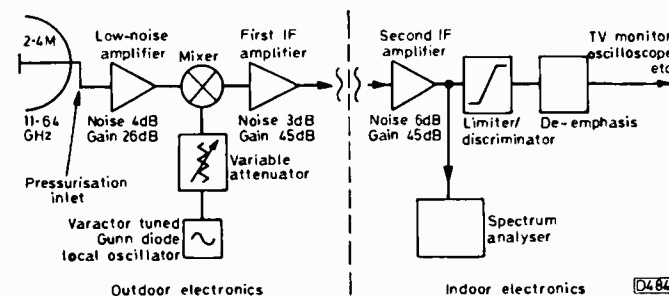 2·4M
11·64
GHz
Pressurisation
inlet
Low-noise
amplifier
Noise 4dB
Gain 26dB
Mixer
Variable
attenuator
Varactor tuned
Gunn diode
local oscillator
First IF
amplifier
Noise 3dB
Gain 45dB
Outdoor electronics
Second IF
amplifier
Noise 6dB
Gain 45dB
Limiter/
discriminator
De-emphasis
TV monitor
oscilloscope
etc
Spectrum
analyser
Indoor electronics
D484